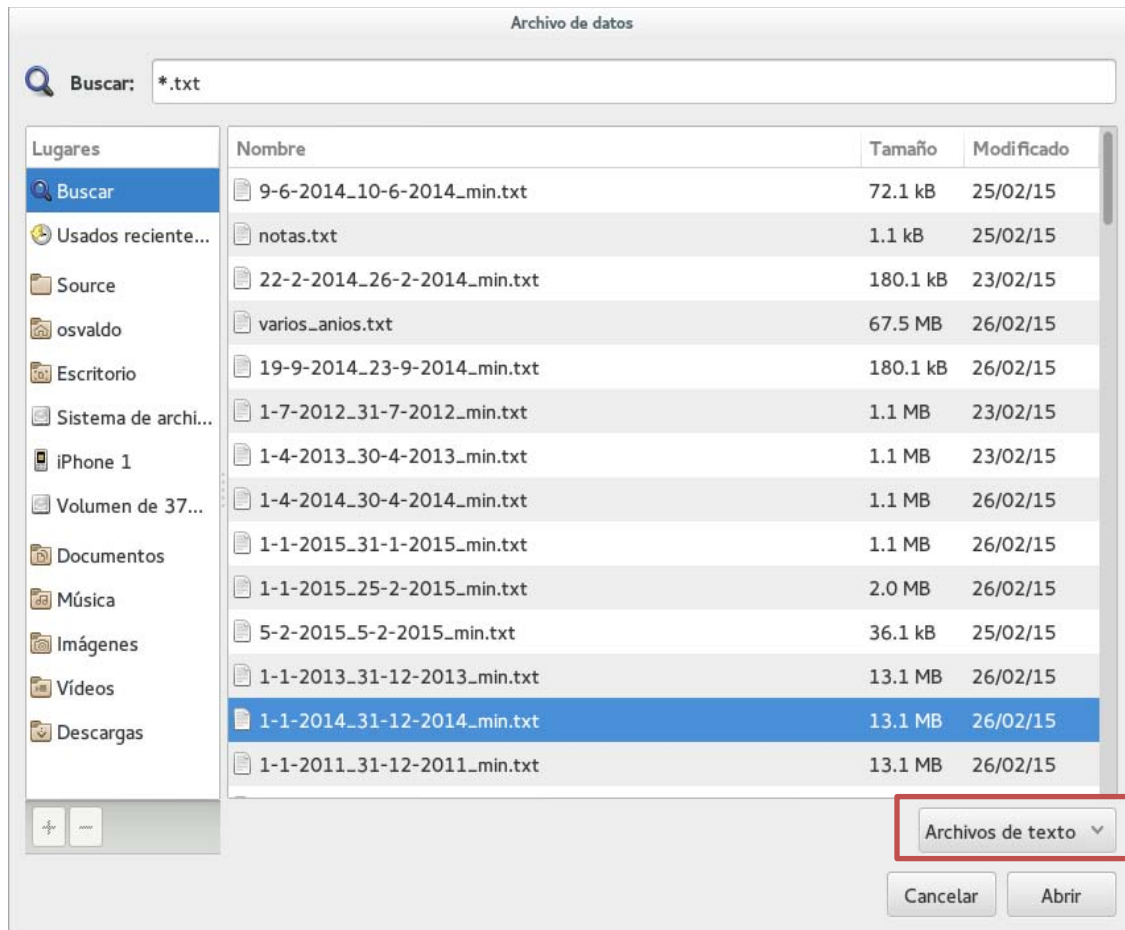 Archivo de datos
Buscar: *.txt
Lugares
Buscar
Usados reciente...
Source
osvaldo
Escritorio
Sistema de archi...
iPhone 1
Volumen de 37...
Documentos
Música
Imágenes
Vídeos
Descargas
Nombre Tamaño Modificado
9-6-2014_10-6-2014_min.txt 72.1 kB 25/02/15
notas.txt 1.1 kB 25/02/15
22-2-2014_26-2-2014_min.txt 180.1 kB 23/02/15
varios_anios.txt 67.5 MB 26/02/15
19-9-2014_23-9-2014_min.txt 180.1 kB 26/02/15
1-7-2012_31-7-2012_min.txt 1.1 MB 23/02/15
1-4-2013_30-4-2013_min.txt 1.1 MB 23/02/15
1-4-2014_30-4-2014_min.txt 1.1 MB 26/02/15
1-1-2015_31-1-2015_min.txt 1.1 MB 26/02/15
1-1-2015_25-2-2015_min.txt 2.0 MB 26/02/15
5-2-2015_5-2-2015_min.txt 36.1 kB 25/02/15
1-1-2013_31-12-2013_min.txt 13.1 MB 26/02/15
1-1-2014_31-12-2014_min.txt 13.1 MB 26/02/15
1-1-2011_31-12-2011_min.txt 13.1 MB 26/02/15
Archivos de texto
Cancelar Abrir